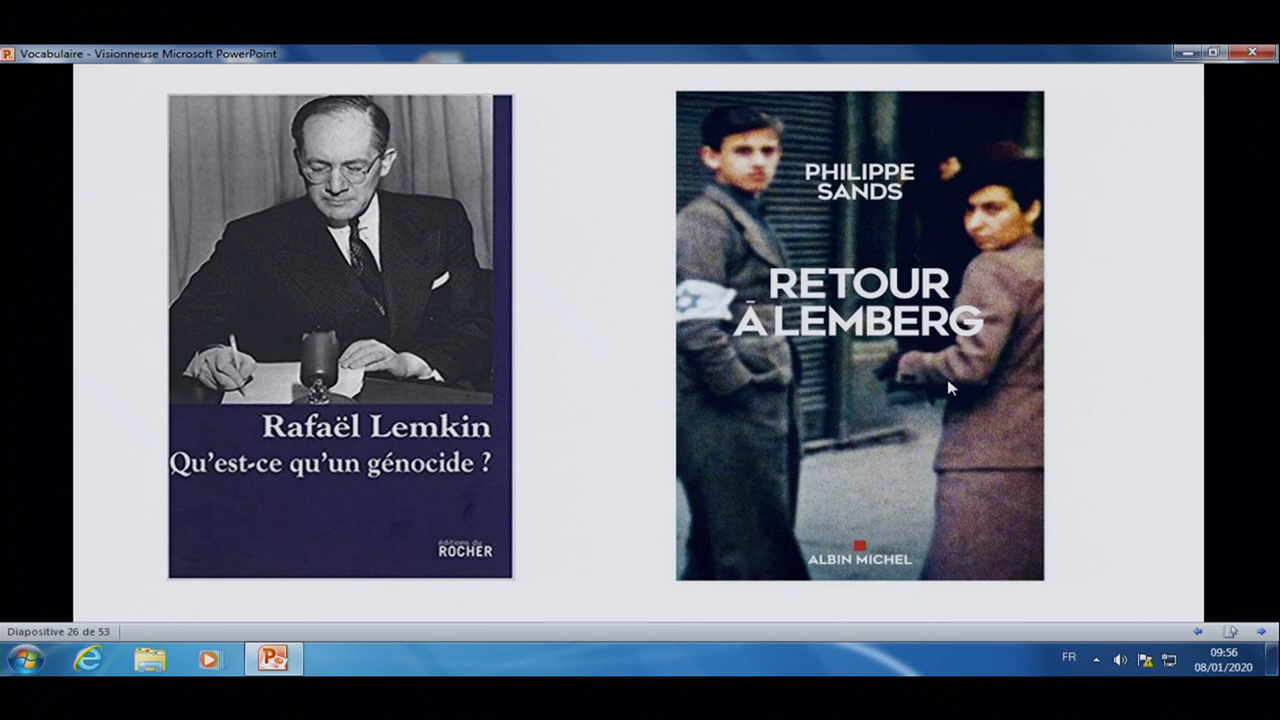 Vocabulaire - Visionneuse Microsoft PowerPoint
Rafaël Lemkin
Qu'est-ce qu'un génocide ?
éditions du
ROCHER
PHILIPPE
SANDS
RETOUR
À LEMBERG
ALBIN MICHEL
Diapositive 26 de 53
FR
09:56
08/01/2020